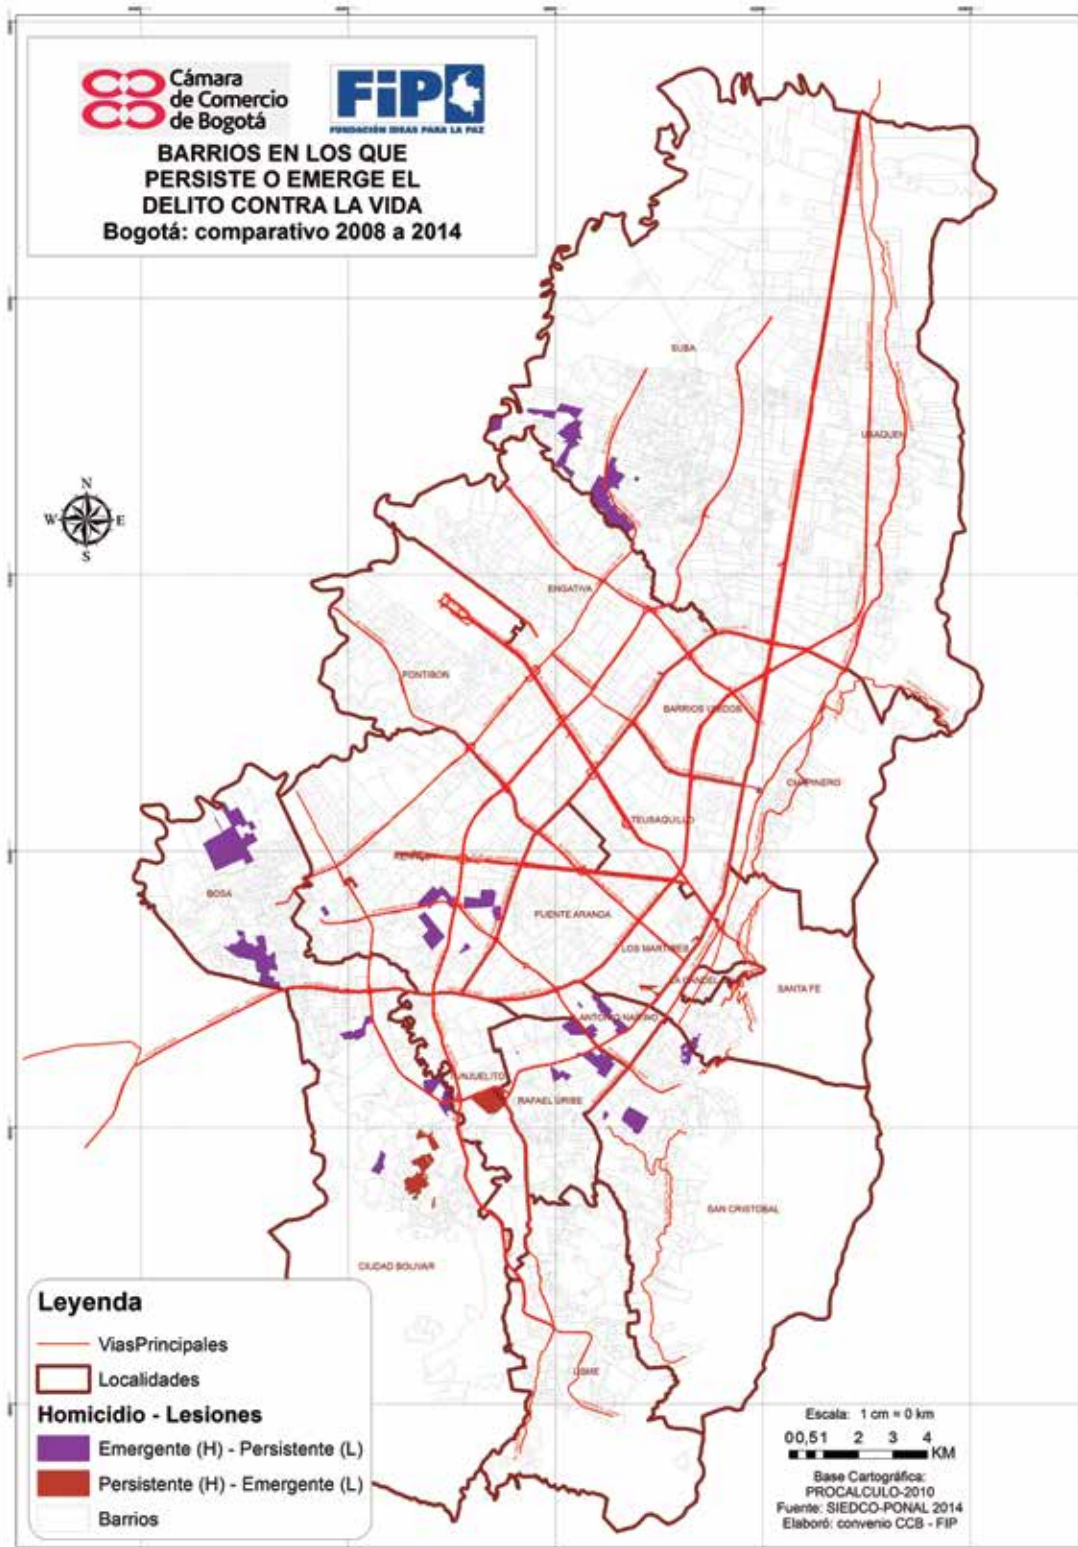 Cámara
de Comercio
de Bogotá
FiP
FUNDACIÓN IDEAS PARA LA PAZ
BARRIOS EN LOS QUE
PERSISTE O EMERGE EL
DELITO CONTRA LA VIDA
Bogotá: comparativo 2008 a 2014
SUBA
USAQUEN
N
W
E
S
ENGATIVA
FONTIBON
BARRIOS UNIDOS
CHAPINERO
TEUSAQUILLO
KENNEDY
BOSA
PUENTE ARANDA
LOS MARTIRES
LA CANDELARIA
SANTA FE
ANTONIO NARIÑO
TUNJUELITO
RAFAEL URIBE
SAN CRISTOBAL
CIUDAD BOLIVAR
USME
Leyenda
ViasPrincipales
Localidades
Homicidio - Lesiones
Emergente (H) - Persistente (L)
Persistente (H) - Emergente (L)
Barrios
Escala: 1 cm = 0 km
00,51 2 3 4
KM
Base Cartográfica:
PROCALCULO-2010
Fuente: SIEDCO-PONAL 2014
Elaboró: convenio CCB - FIP